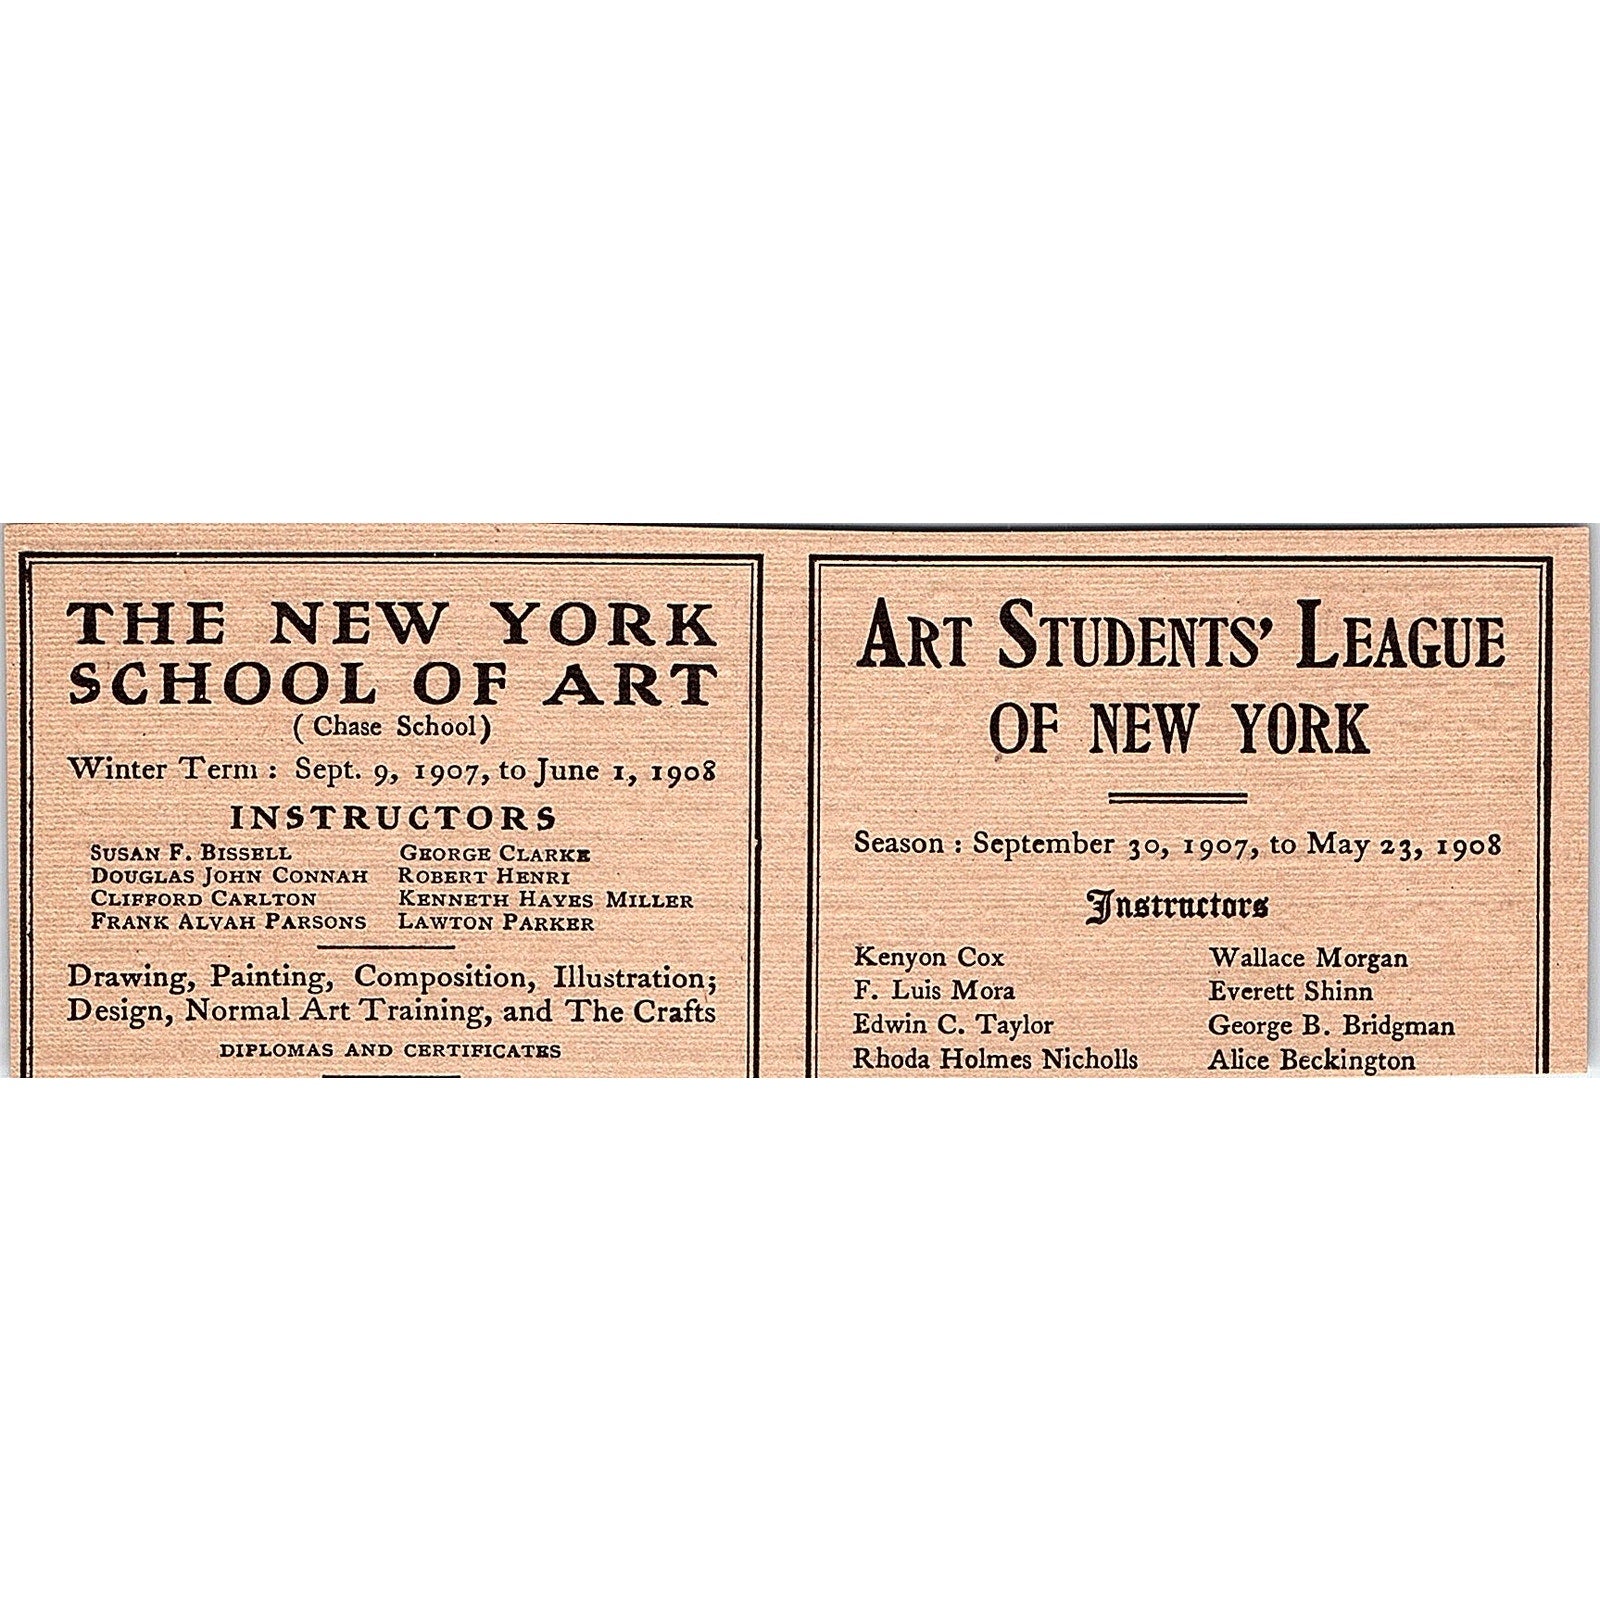 THE NEW YORK
SCHOOL OF ART
(Chase School)
Winter Term : Sept. 9, 1907, to June 1, 1908
INSTRUCTORS
SUSAN F. BISSELL GEORGE CLARKE
DOUGLAS JOHN CONNAH ROBERT HENRI
CLIFFORD CARLTON KENNETH HAYES MILLER
FRANK ALVAH PARSONS LAWTON PARKER
Drawing, Painting, Composition, Illustration;
Design, Normal Art Training, and The Crafts
DIPLOMAS AND CERTIFICATES
ART STUDENTS' LEAGUE
OF NEW YORK
Season : September 30, 1907, to May 23, 1908
Instructors
Kenyon Cox Wallace Morgan
F. Luis Mora Everett Shinn
Edwin C. Taylor George B. Bridgman
Rhoda Holmes Nicholls Alice Beckington